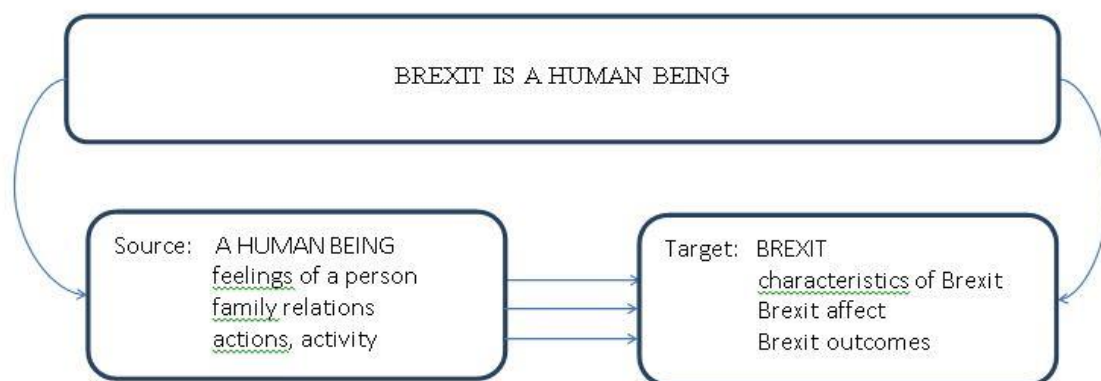 BREXIT IS A HUMAN BEING
Source: A HUMAN BEING
feelings of a person
family relations
actions, activity
Target: BREXIT
characteristics of Brexit
Brexit affect
Brexit outcomes